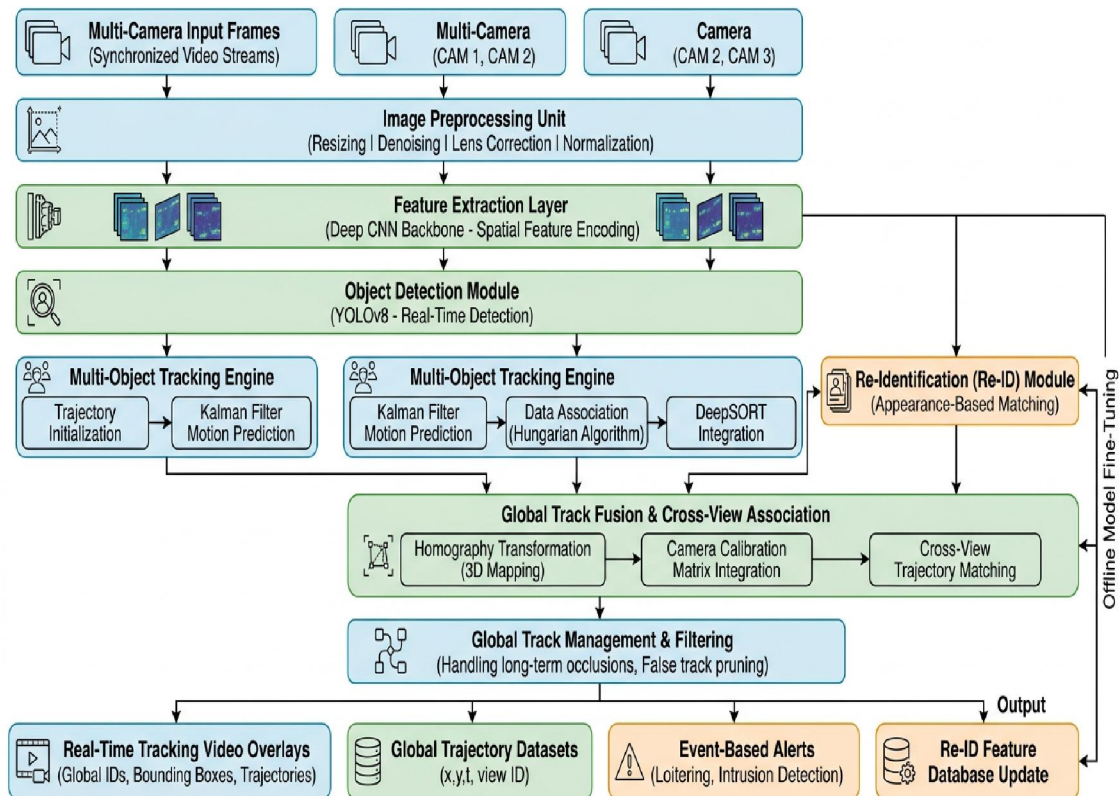 Multi-Camera Input Frames
(Synchronized Video Streams)
Multi-Camera
(CAM 1, CAM 2)
Camera
(CAM 2, CAM 3)
Image Preprocessing Unit
(Resizing | Denoising | Lens Correction | Normalization)
Feature Extraction Layer
(Deep CNN Backbone - Spatial Feature Encoding)
Object Detection Module
(YOLOv8 - Real-Time Detection)
Multi-Object Tracking Engine
Trajectory
Initialization
Kalman Filter
Motion Prediction
Multi-Object Tracking Engine
Kalman Filter
Motion Prediction
Data Association
(Hungarian Algorithm)
DeepSORT
Integration
Re-Identification (Re-ID) Module
(Appearance-Based Matching)
Offline Model Fine-Tuning
Global Track Fusion & Cross-View Association
Homography Transformation
(3D Mapping)
Camera Calibration
Matrix Integration
Cross-View
Trajectory Matching
Global Track Management & Filtering
(Handling long-term occlusions, False track pruning)
Output
Real-Time Tracking Video Overlays
(Global IDs, Bounding Boxes, Trajectories)
Global Trajectory Datasets
(x,y,t, view ID)
Event-Based Alerts
(Loitering, Intrusion Detection)
Re-ID Feature
Database Update